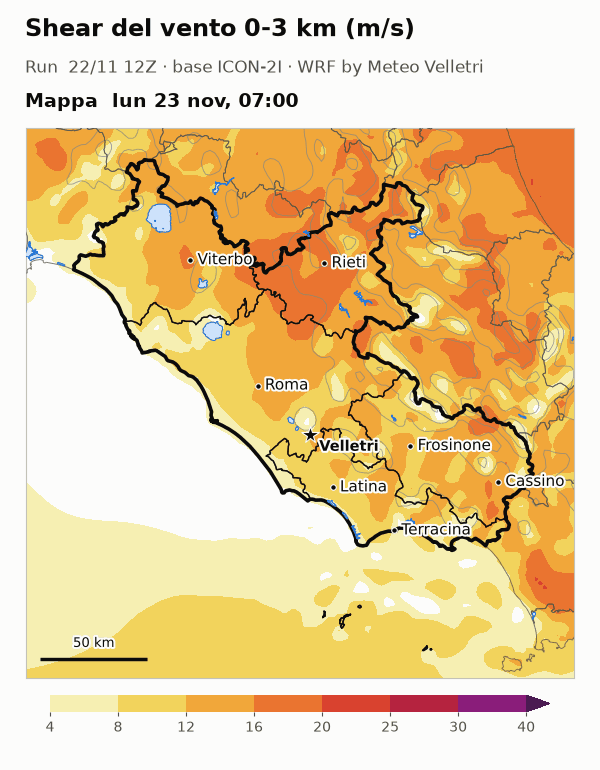 Shear del vento 0-3 km (m/s)
Run  22/11 12Z · base ICON-2I · WRF by Meteo Velletri
Mappa  lun 23 nov, 07:00
Viterbo
Rieti
Roma
Velletri
Frosinone
Latina
Cassino
Terracina
50 km
4 8 12 16 20 25 30 40